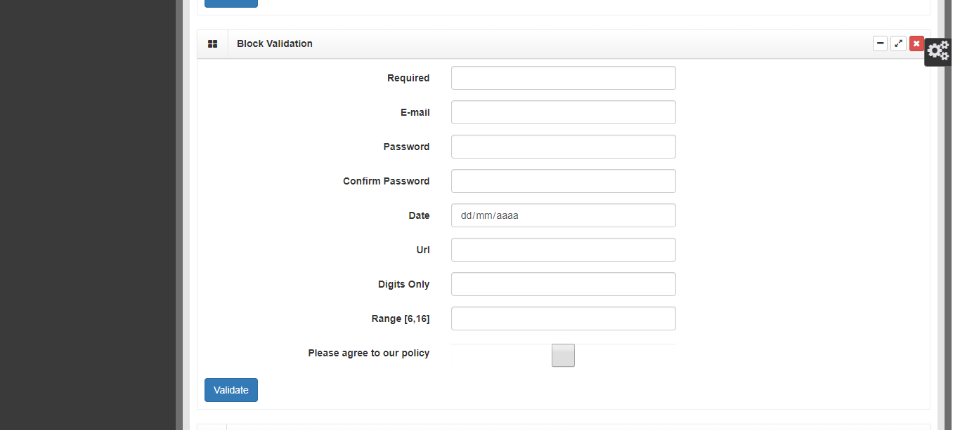 Block Validation
Required
E-mail
Password
Confirm Password
Date dd/mm/aaaa
Url
Digits Only
Range [6,16]
Please agree to our policy
Validate